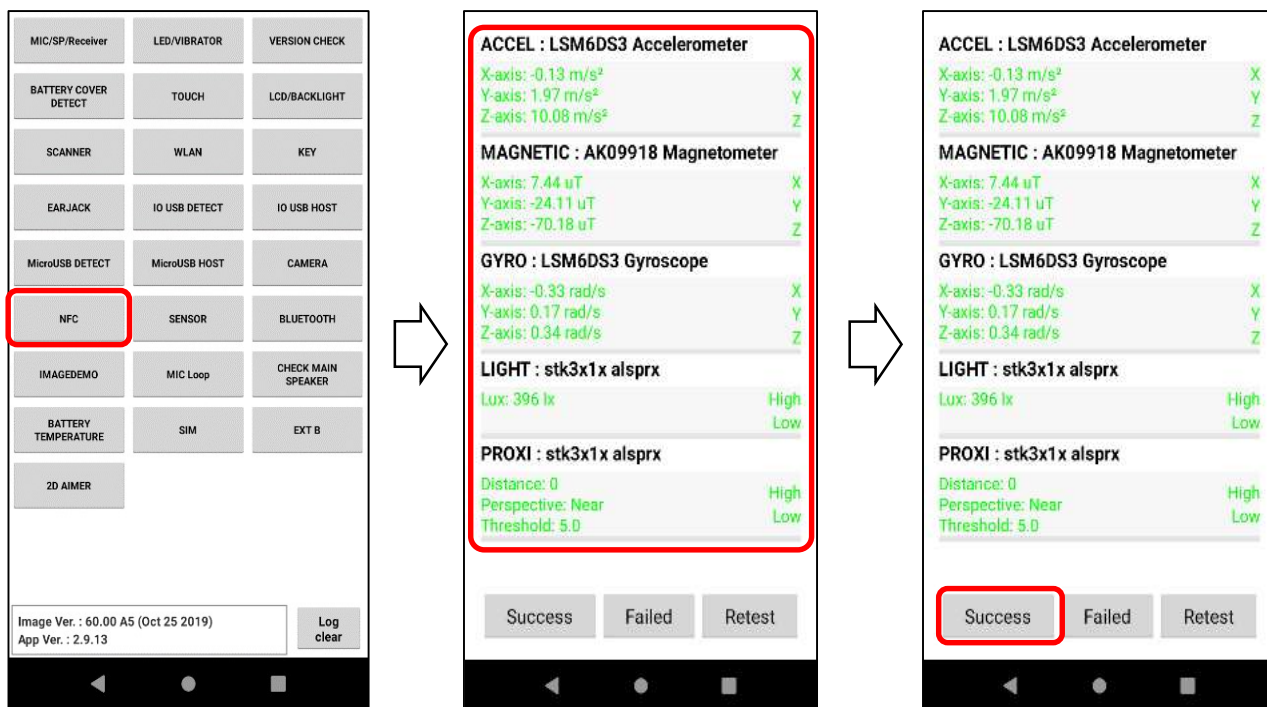 MIC/SP/Receiver
LED/VIBRATOR
VERSION CHECK
BATTERY COVER
DETECT
TOUCH
LCD/BACKLIGHT
SCANNER
WLAN
KEY
EARJACK
IO USB DETECT
IO USB HOST
MicroUSB DETECT
MicroUSB HOST
CAMERA
NFC
SENSOR
BLUETOOTH
IMAGEDEMO
MIC Loop
CHECK MAIN
SPEAKER
BATTERY
TEMPERATURE
SIM
EXT B
2D AIMER
Image Ver. : 60.00 A5 (Oct 25 2019)
App Ver. : 2.9.13
Log
clear
ACCEL : LSM6DS3 Accelerometer
X-axis: -0.13 m/s² X
Y-axis: 1.97 m/s² Y
Z-axis: 10.08 m/s² Z
MAGNETIC : AK09918 Magnetometer
X-axis: 7.44 uT X
Y-axis: -24.11 uT Y
Z-axis: -70.18 uT Z
GYRO : LSM6DS3 Gyroscope
X-axis: -0.33 rad/s X
Y-axis: 0.17 rad/s Y
Z-axis: 0.34 rad/s Z
LIGHT : stk3x1x alsprx
Lux: 396 lx High
Low
PROXI : stk3x1x alsprx
Distance: 0
Perspective: Near
Threshold: 5.0
High
Low
Success Failed Retest
ACCEL : LSM6DS3 Accelerometer
X-axis: -0.13 m/s² X
Y-axis: 1.97 m/s² Y
Z-axis: 10.08 m/s² Z
MAGNETIC : AK09918 Magnetometer
X-axis: 7.44 uT X
Y-axis: -24.11 uT Y
Z-axis: -70.18 uT Z
GYRO : LSM6DS3 Gyroscope
X-axis: -0.33 rad/s X
Y-axis: 0.17 rad/s Y
Z-axis: 0.34 rad/s Z
LIGHT : stk3x1x alsprx
Lux: 396 lx High
Low
PROXI : stk3x1x alsprx
Distance: 0
Perspective: Near
Threshold: 5.0
High
Low
Success Failed Retest